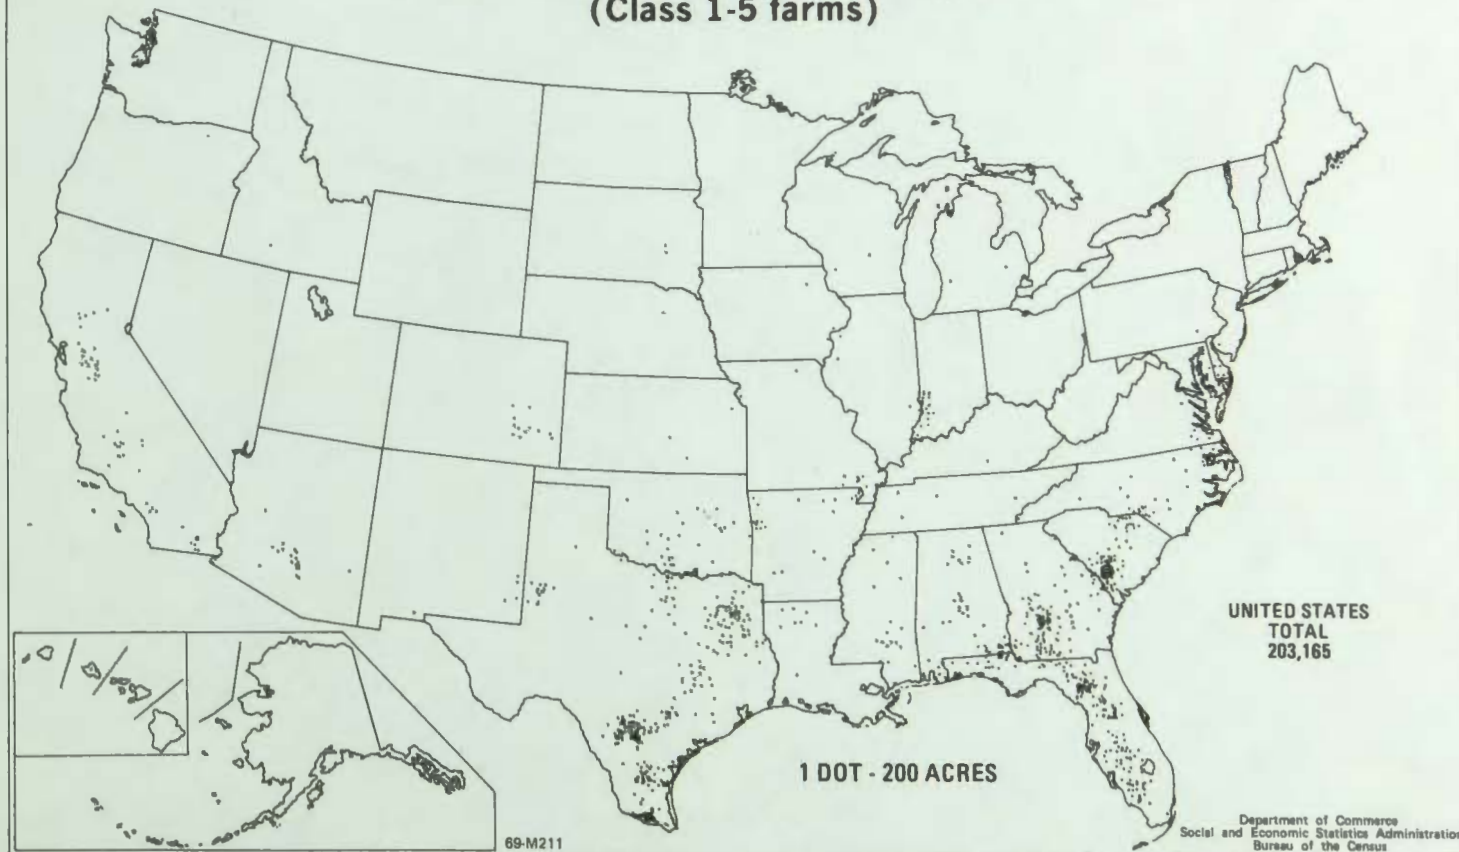 (Class 1-5 farms)
UNITED STATES
TOTAL
203,165
1 DOT - 200 ACRES
69-M211
Department of Commerce
Social and Economic Statistics Administration
Bureau of the Census